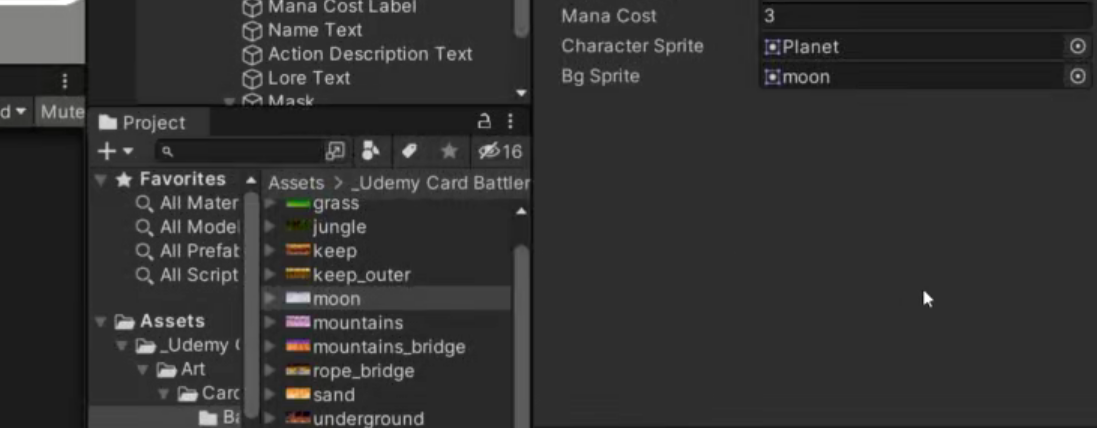 Mana Cost Label
Name Text
Action Description Text
Lore Text
Mask
d
Mute
Project
16
Favorites
All Mater
All Model
All Prefab
All Script
Assets
_Udemy
Art
Card
Ba
Assets > _Udemy Card Battler
grass
jungle
keep
keep_outer
moon
mountains
mountains_bridge
rope_bridge
sand
underground
Mana Cost
3
Character Sprite
Planet
Bg Sprite
moon